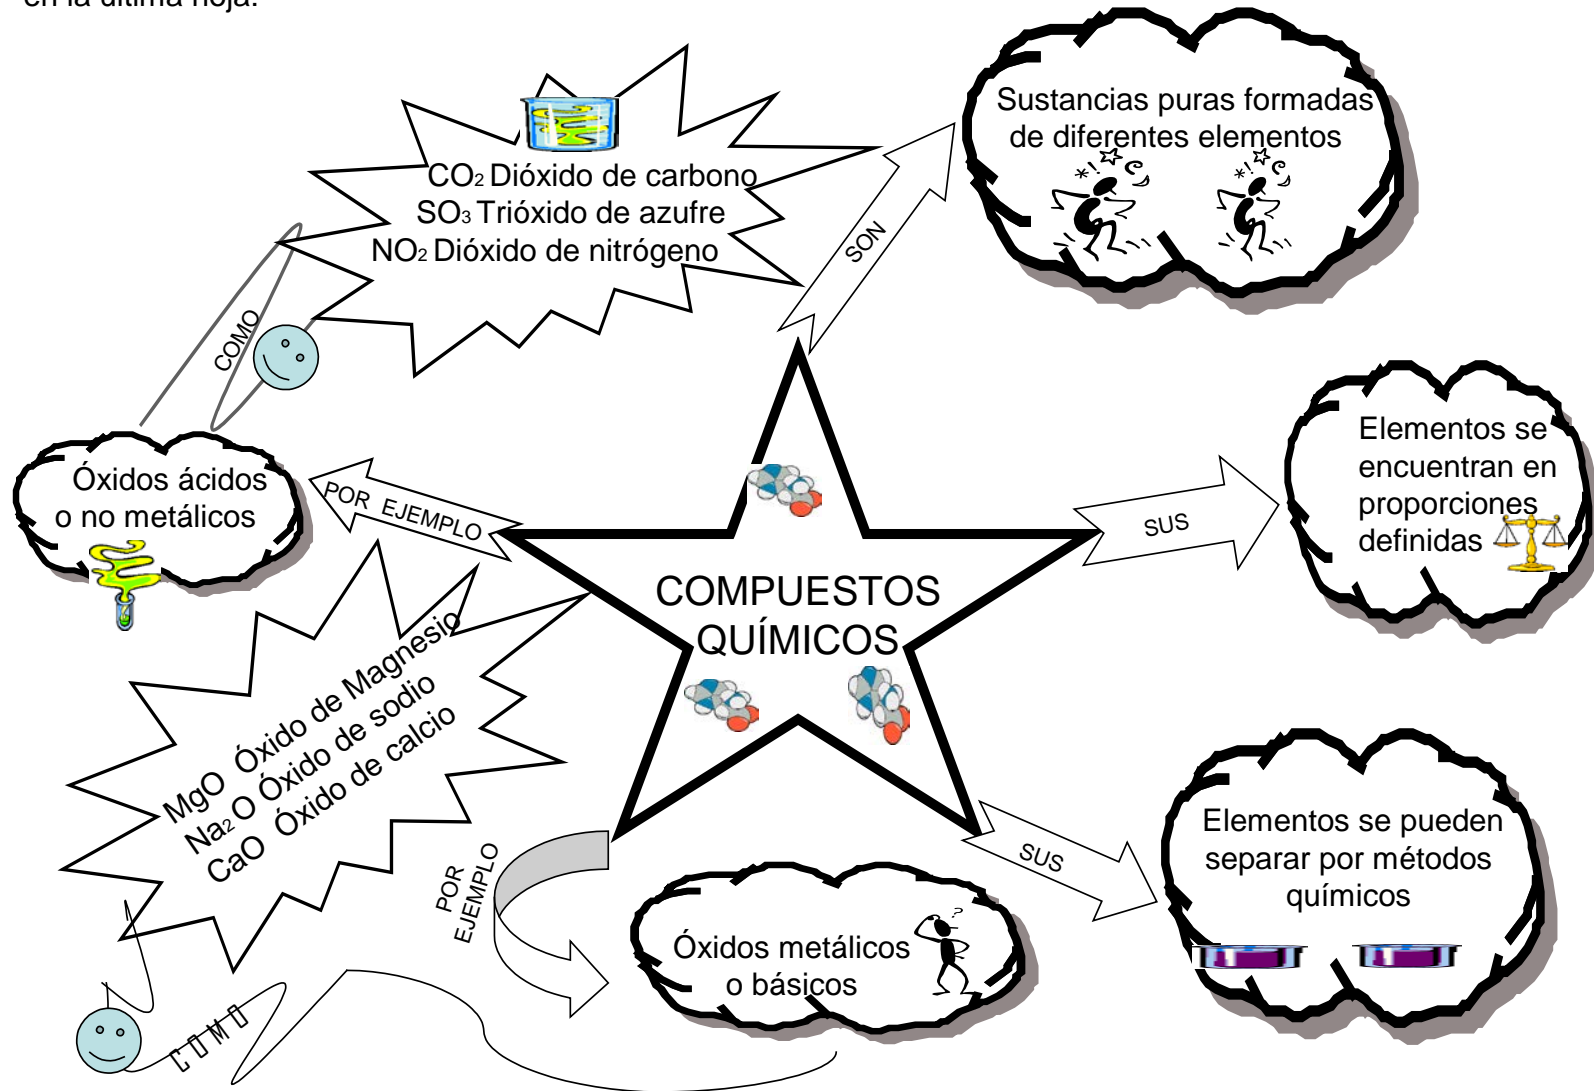 en la última hoja.
Sustancias puras formadas
de diferentes elementos
CO₂ Dióxido de carbono
SO₃ Trióxido de azufre
NO₂ Dióxido de nitrógeno
SON
COMO
Óxidos ácidos
o no metálicos
POR EJEMPLO
Elementos se
encuentran en
proporciones
definidas
SUS
COMPUESTOS
QUÍMICOS
MgO Óxido de Magnesio
Na₂O Óxido de sodio
CaO Óxido de calcio
Elementos se pueden
separar por métodos
químicos
SUS
POR
EJEMPLO
Óxidos metálicos
o básicos
COMO